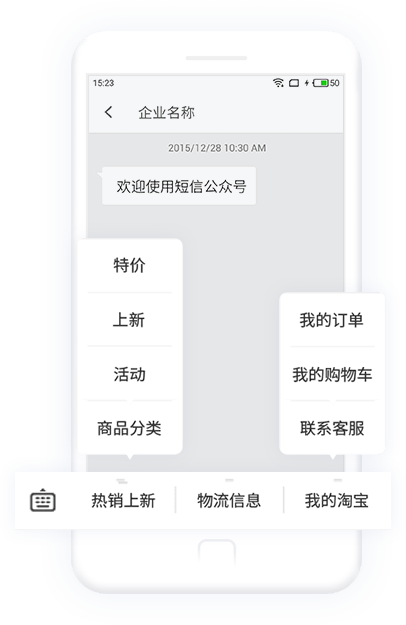 15:23
50
企业名称
2015/12/28 10:30 AM
欢迎使用短信公众号
特价
上新
活动
商品分类
我的订单
我的购物车
联系客服
热销上新
物流信息
我的淘宝